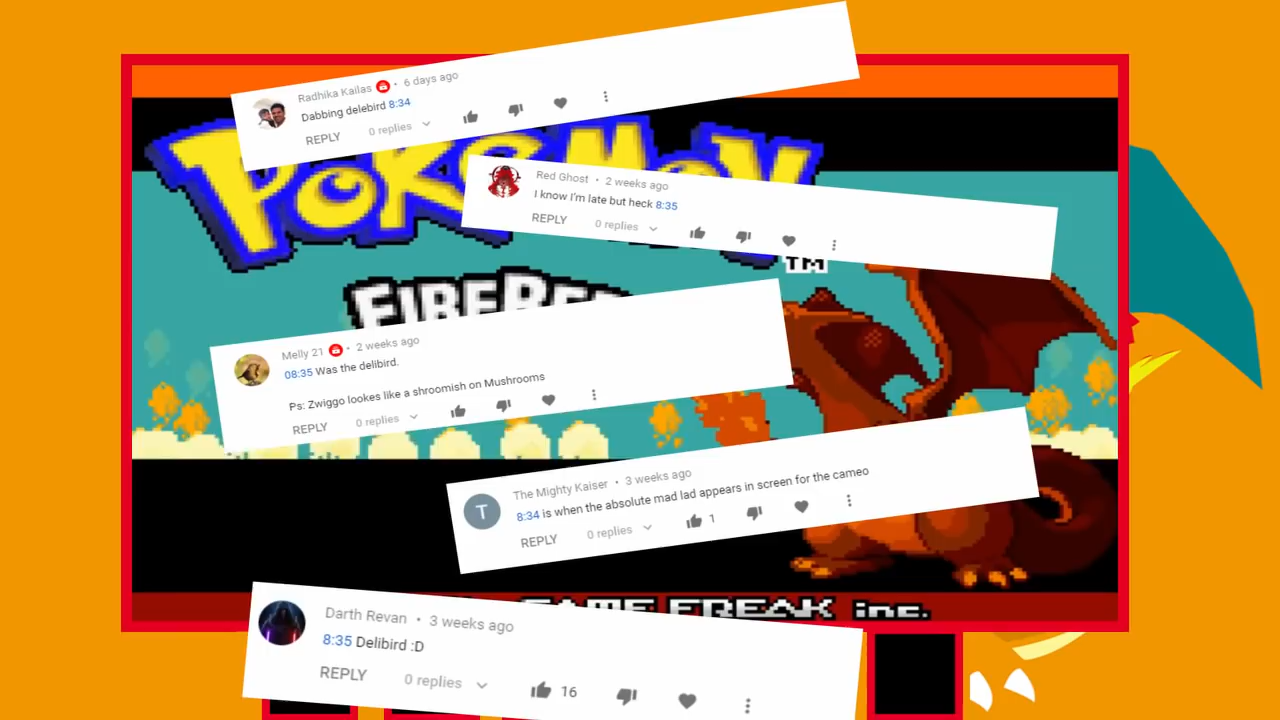 Radhika Kailas • 6 days ago
Dabbing delebird 8:34
REPLY 0 replies
POKéMON
Red Ghost • 2 weeks ago
I know I'm late but heck 8:35
REPLY 0 replies
TM
FIRERED
Melly 21 • 2 weeks ago
08:35 Was the delibird.
Ps: Zwiggo lookes like a shroomish on Mushrooms
REPLY 0 replies
The Mighty Kaiser • 3 weeks ago
T
8:34 is when the absolute mad lad appears in screen for the cameo
REPLY 0 replies 1
GAME FREAK inc.
Darth Revan • 3 weeks ago
8:35 Delibird :D
REPLY 0 replies 16